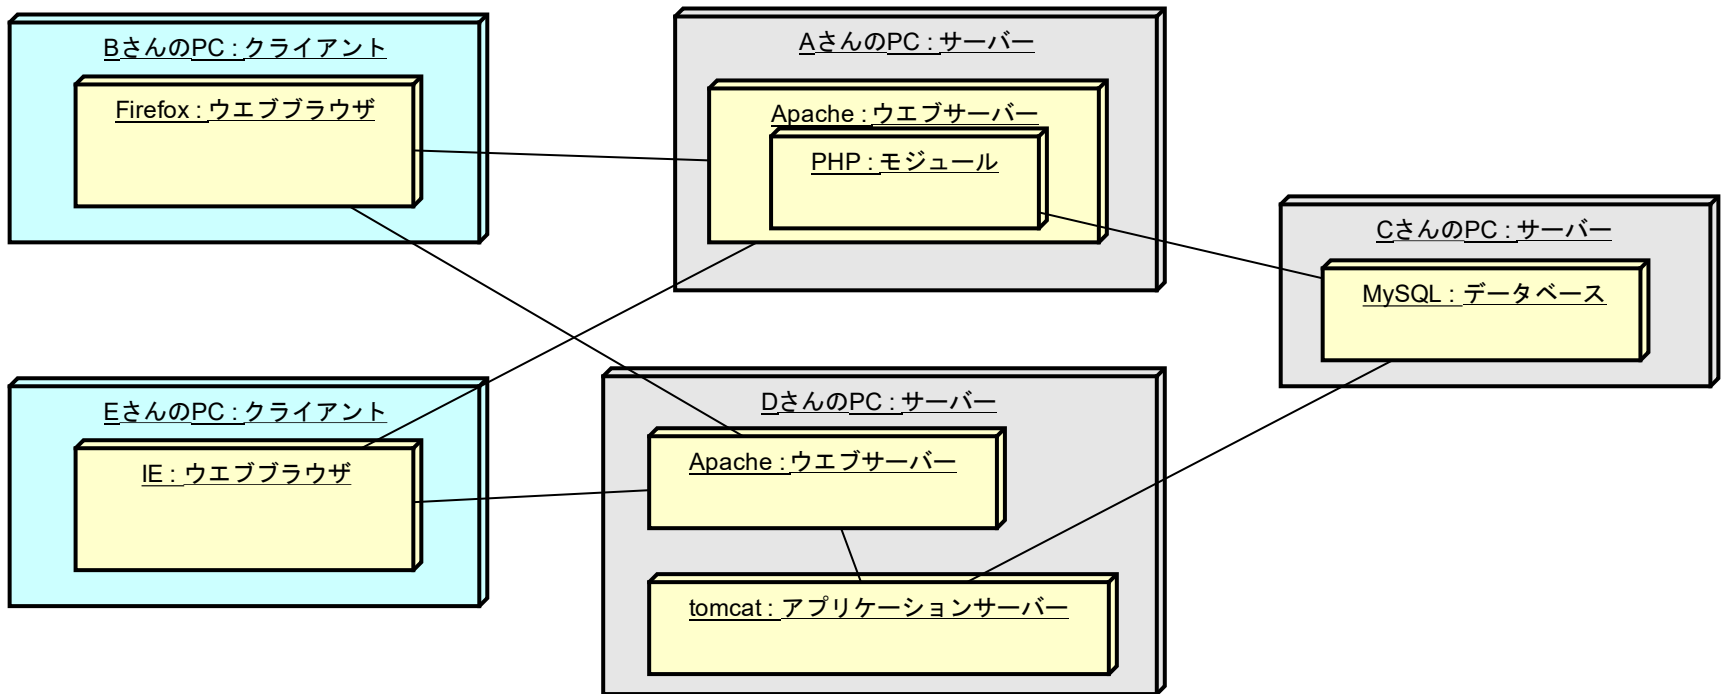 BさんのPC : クライアント
Firefox : ウエブブラウザ
AさんのPC : サーバー
Apache : ウエブサーバー
PHP : モジュール
CさんのPC : サーバー
MySQL : データベース
EさんのPC : クライアント
IE : ウエブブラウザ
DさんのPC : サーバー
Apache : ウエブサーバー
tomcat : アプリケーションサーバー